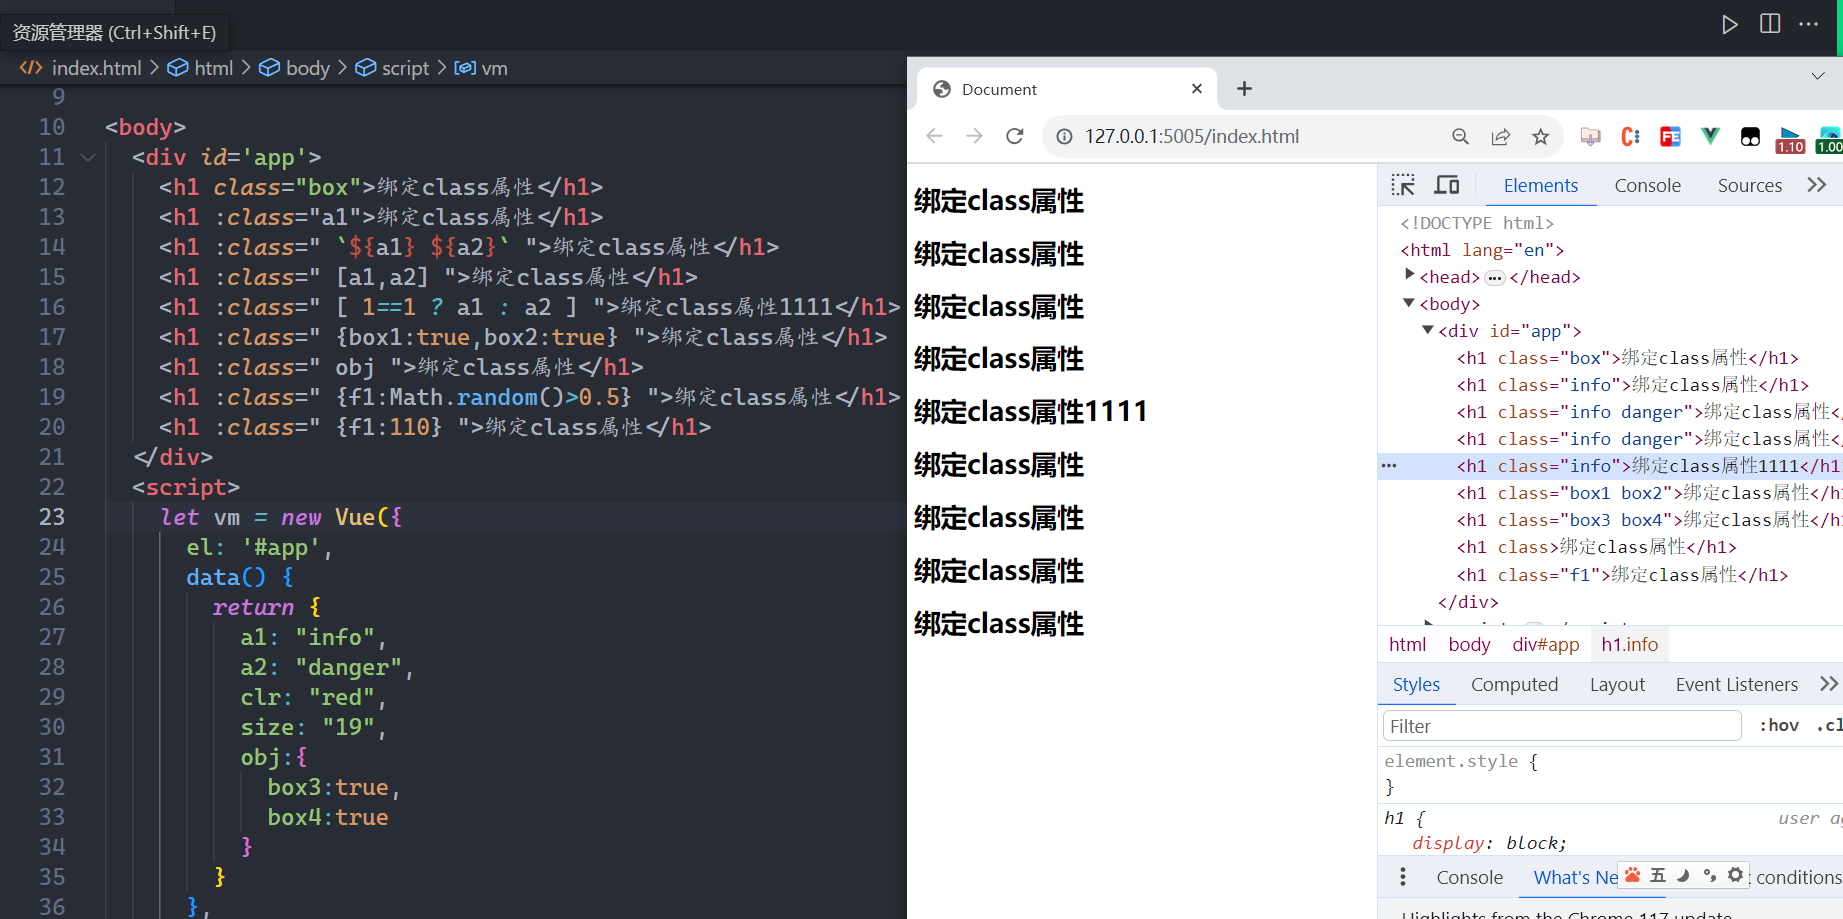 资源管理器 (Ctrl+Shift+E)
index.html > html > body > script > vm
9
10 <body>
11 <div id='app'>
12 <h1 class="box">绑定class属性</h1>
13 <h1 :class="a1">绑定class属性</h1>
14 <h1 :class=" `${a1} ${a2}` ">绑定class属性</h1>
15 <h1 :class=" [a1,a2] ">绑定class属性</h1>
16 <h1 :class=" [ 1==1 ? a1 : a2 ] ">绑定class属性1111</h1>
17 <h1 :class=" {box1:true,box2:true} ">绑定class属性</h1>
18 <h1 :class=" obj ">绑定class属性</h1>
19 <h1 :class=" {f1:Math.random()>0.5} ">绑定class属性</h1>
20 <h1 :class=" {f1:110} ">绑定class属性</h1>
21 </div>
22 <script>
23 let vm = new Vue({
24 el: '#app',
25 data() {
26 return {
27 a1: "info",
28 a2: "danger",
29 clr: "red",
30 size: "19",
31 obj:{
32 box3:true,
33 box4:true
34 }
35 }
36 },
Document
127.0.0.1:5005/index.html
1.10
1.00
绑定class属性
绑定class属性
绑定class属性
绑定class属性
绑定class属性1111
绑定class属性
绑定class属性
绑定class属性
绑定class属性
Elements Console Sources
<!DOCTYPE html>
<html lang="en">
<head> ... </head>
<body>
<div id="app">
<h1 class="box">绑定class属性</h1>
<h1 class="info">绑定class属性</h1>
<h1 class="info danger">绑定class属性</
<h1 class="info danger">绑定class属性</
<h1 class="info">绑定class属性1111</h1
<h1 class="box1 box2">绑定class属性</h1
<h1 class="box3 box4">绑定class属性</h1
<h1 class>绑定class属性</h1>
<h1 class="f1">绑定class属性</h1>
</div>
html body div#app h1.info
Styles Computed Layout Event Listeners
Filter :hov .cl
element.style {
}
h1 { user ag
display: block;
Console What's Ne 五 conditions
Highlights from the Chrome 117 update